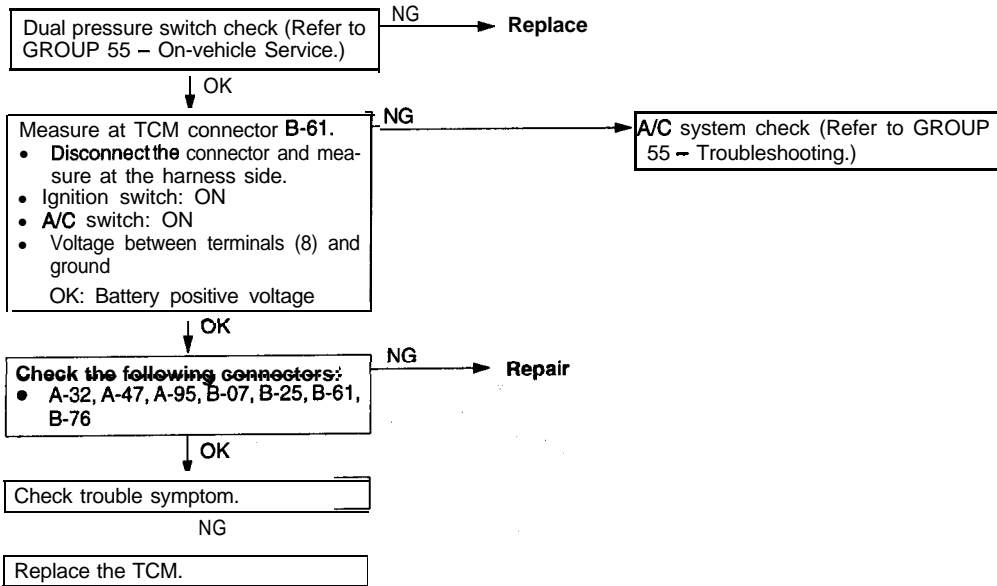 Dual pressure switch check (Refer to
GROUP 55 – On-vehicle Service.)
NG
Replace
OK
Measure at TCM connector B-61.
• Disconnect the connector and mea-
sure at the harness side.
• Ignition switch: ON
• A/C switch: ON
• Voltage between terminals (8) and
ground
OK: Battery positive voltage
NG
A/C system check (Refer to GROUP
55 – Troubleshooting.)
OK
Check the following connectors:
• A-32, A-47, A-95, B-07, B-25, B-61,
B-76
NG
Repair
OK
Check trouble symptom.
NG
Replace the TCM.